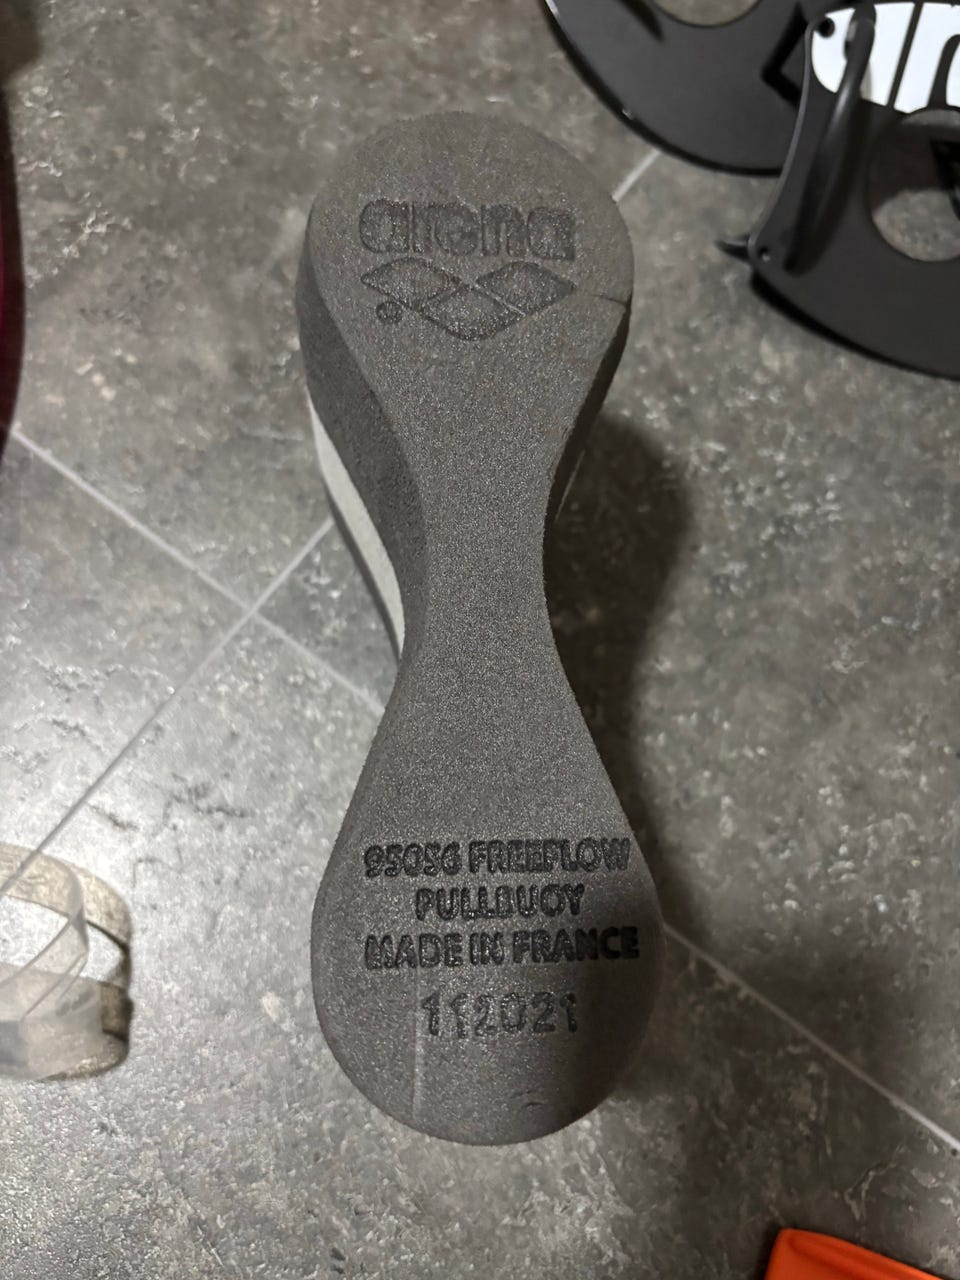 arena
95056 FREEFLOW
PULLBUOY
MADE IN FRANCE
112021